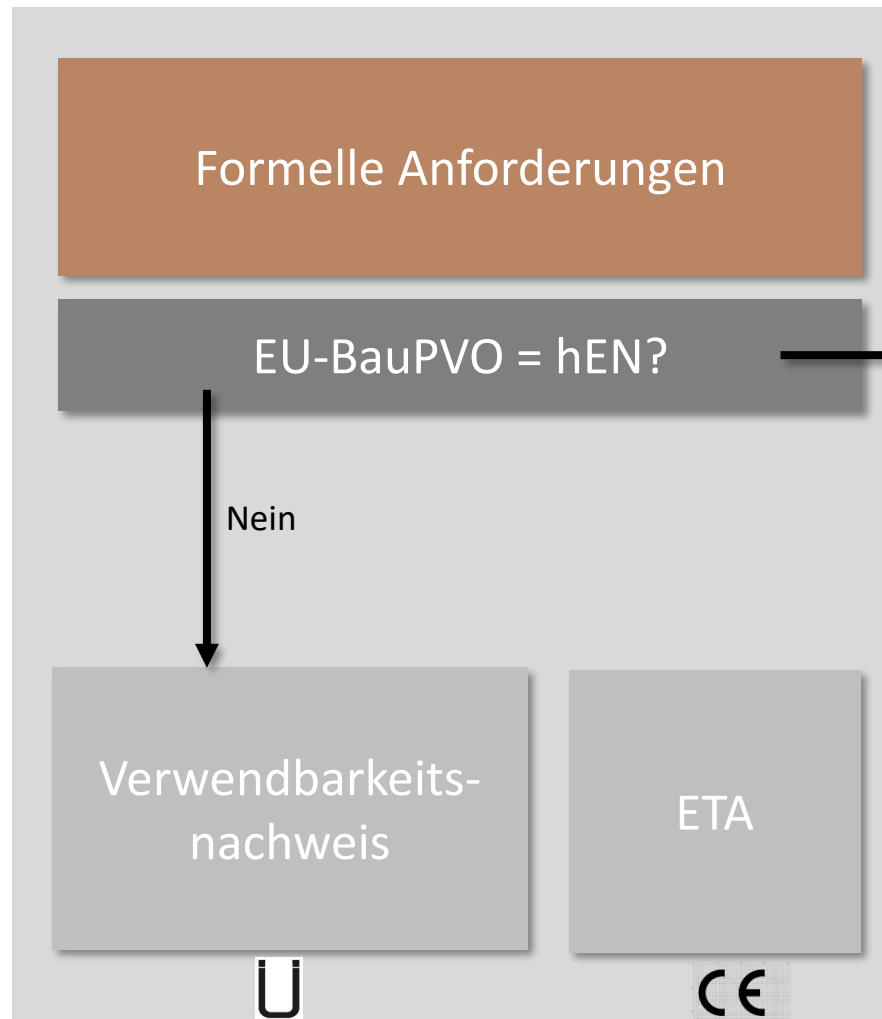 Formelle Anforderungen
EU-BauPVO = hEN?
Nein
Verwendbarkeits-
nachweis
ETA
Ü
CE